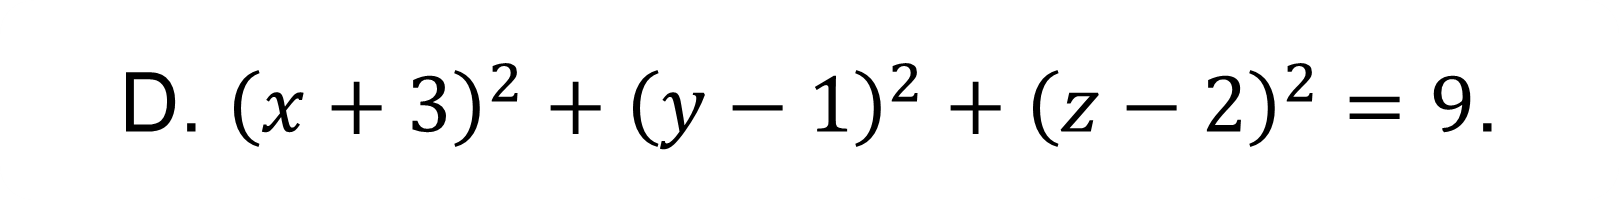 D. (x + 3)² + (y − 1)² + (z − 2)² = 9.